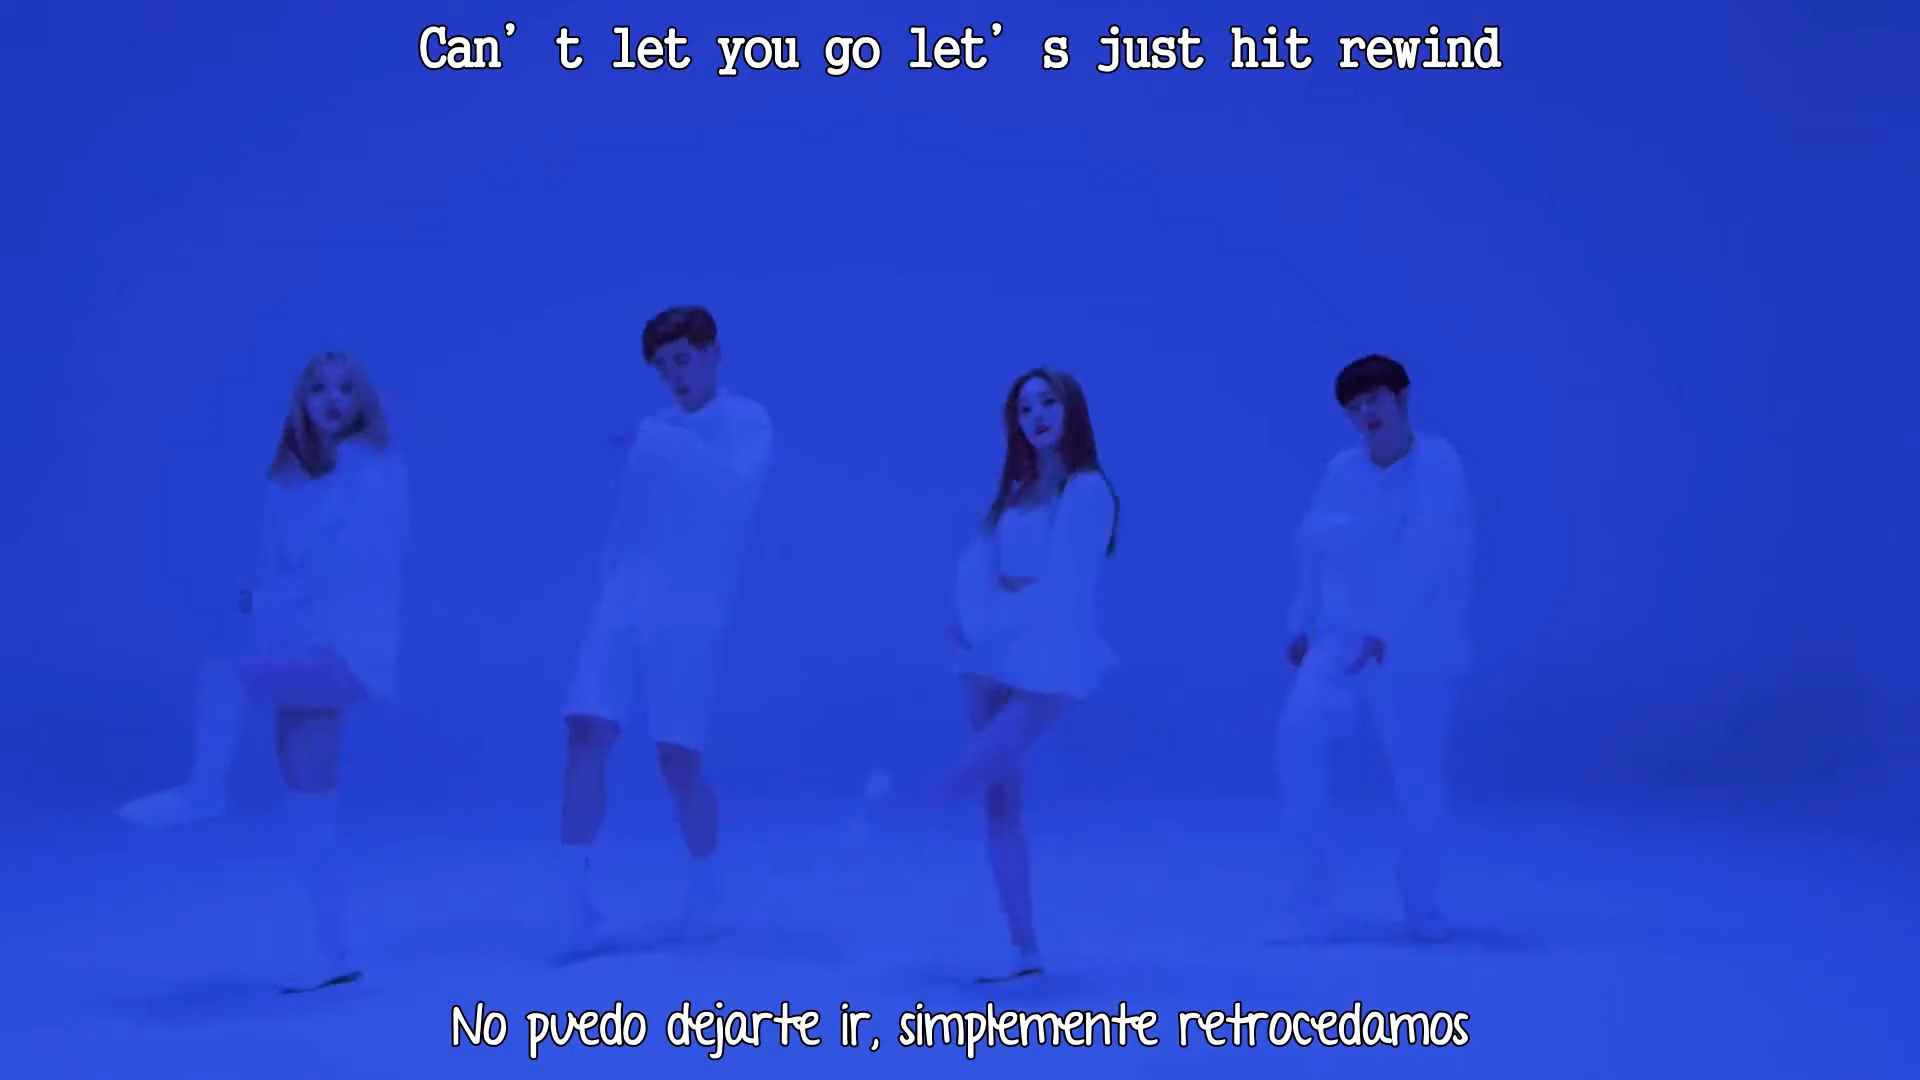 Can't let you go let's just hit rewind
No puedo dejarte ir, simplemente retrocedamos